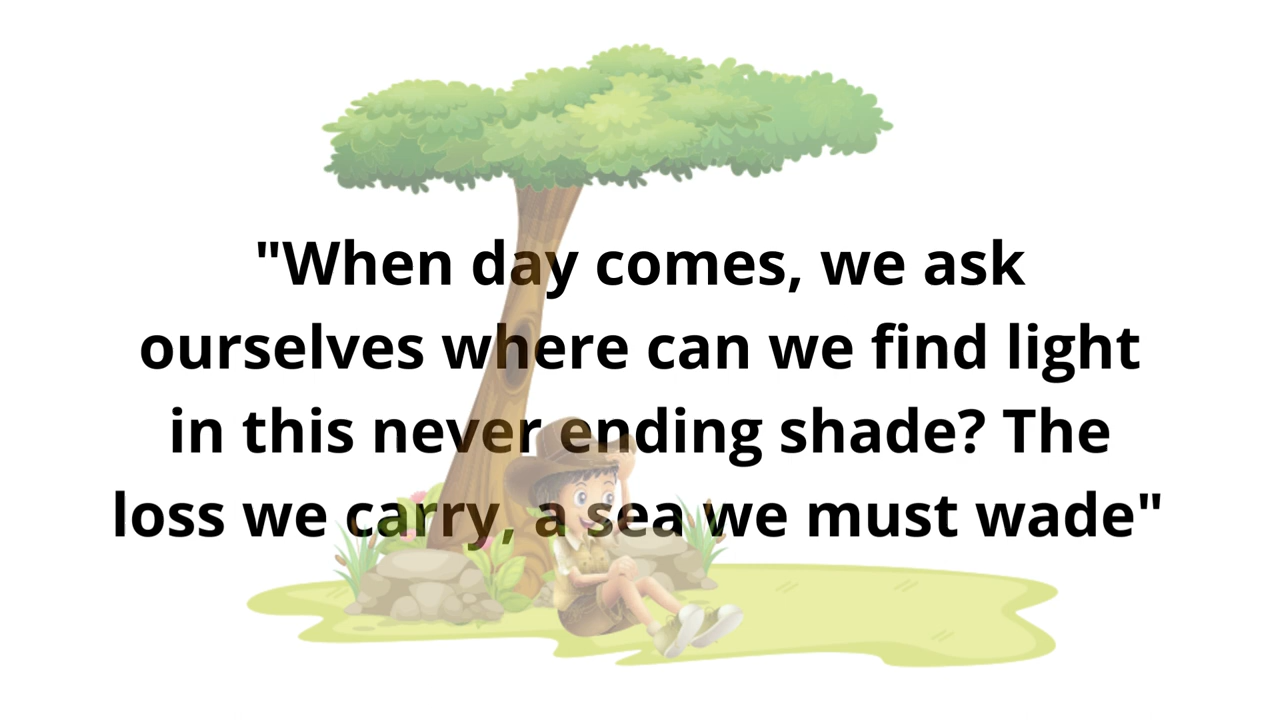 "When day comes, we ask
ourselves where can we find light
in this never ending shade? The
loss we carry, a sea we must wade"